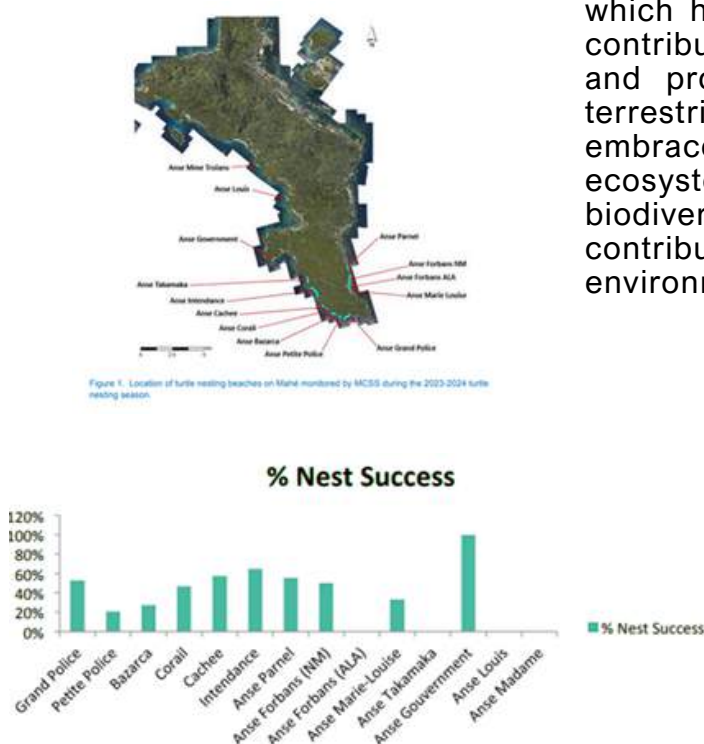 which h
contribu
and pro
terrestri
embrace
ecosyste
biodiver
contribu
environn
Anse Louis
Anse Government
Anse Parnel
Anse Forbans NM
Anse Forbans ALA
Anse Marie Louise
Anse Takamaka
Anse Intendance
Anse Cachee
Anse Corail
Anse Bazarca
Anse Petite Police
Anse Grand Police
Figure 1. Location of turtle nesting beaches on Mahé monitored by MCSS during the 2023-2024 turtle
nesting season.
% Nest Success
120%
100%
80%
60%
40%
20%
0%
Grand Police
Petite Police
Bazarca
Corail
Cachee
Intendance
Anse Parnel
Anse Forbans (NM)
Anse Forbans (ALA)
Anse Marie-Louise
Anse Takamaka
Anse Gouvernment
Anse Louis
Anse Madame
% Nest Success